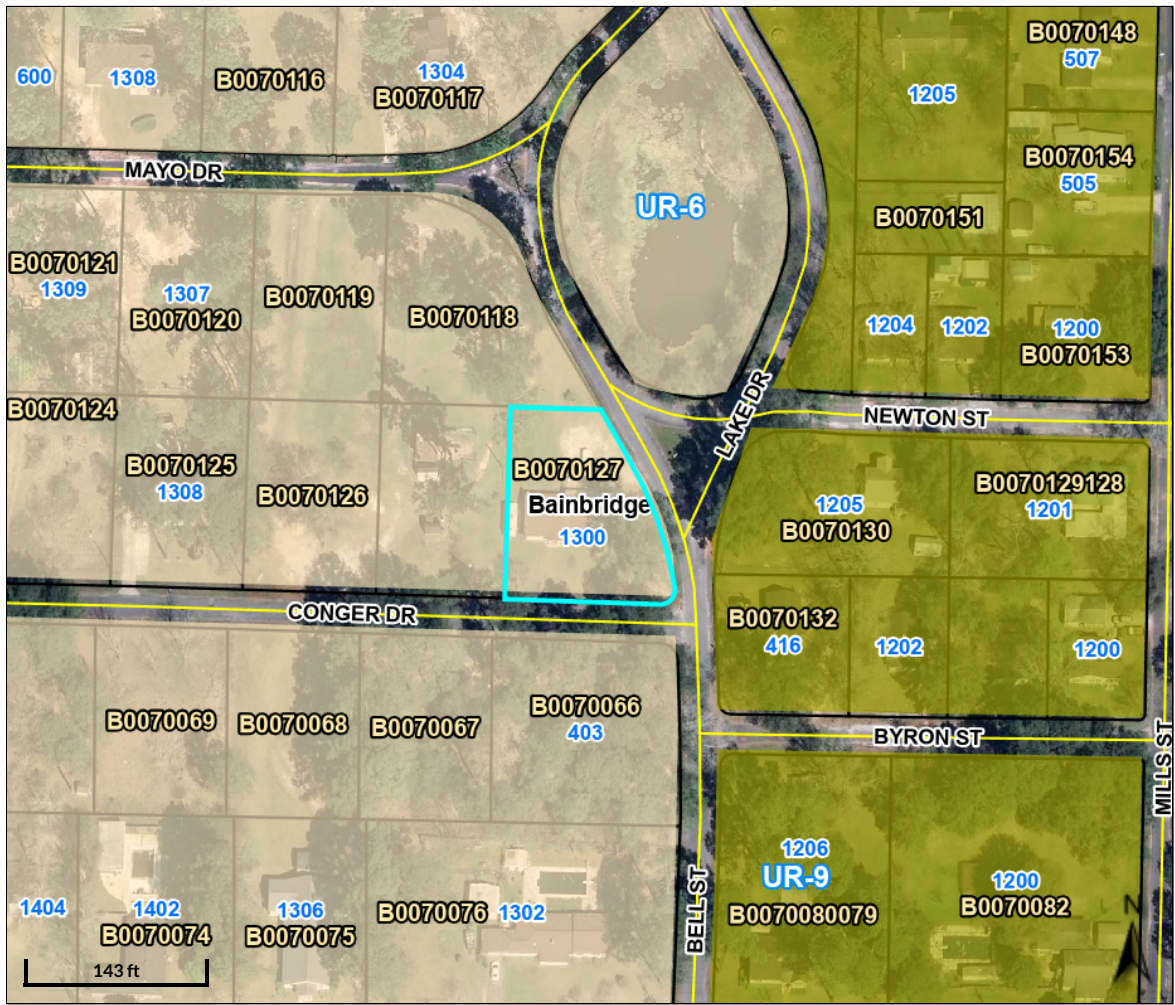 600
1308
B0070116
1304
B0070117
1205
B0070148
507
B0070154
505
MAYO DR
UR-6
B0070151
B0070121
1309
1307
B0070120
B0070119
B0070118
1204
1202
1200
B0070153
LAKE DR
NEWTON ST
B0070124
B0070125
1308
B0070126
B0070127
Bainbridge
1300
1205
B0070130
B0070129128
1201
CONGER DR
B0070132
416
1202
1200
B0070069
B0070068
B0070067
B0070066
403
BYRON ST
MILLS ST
1404
1402
B0070074
1306
B0070075
B0070076
1302
BELL ST
1206
UR-9
B0070080079
1200
B0070082
N
143 ft